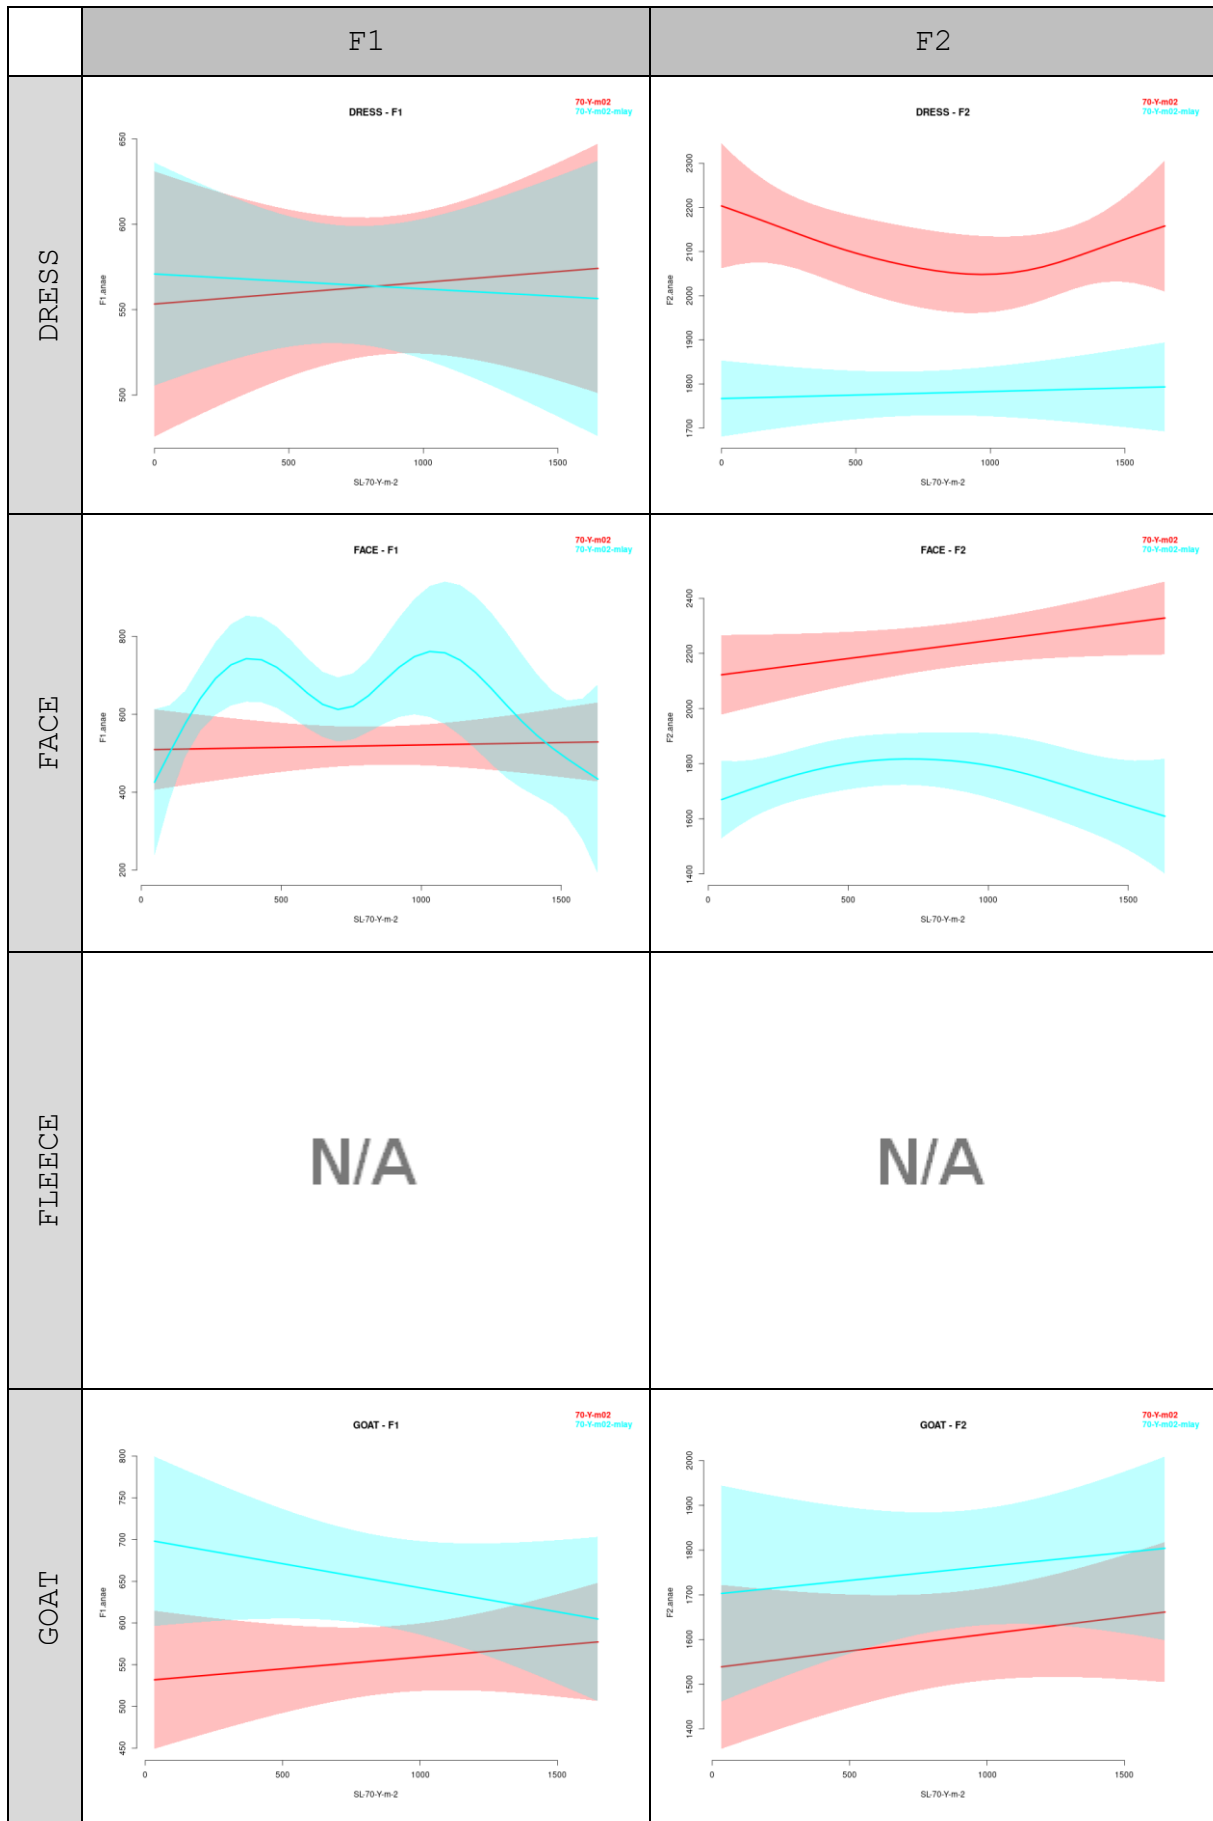 F1
F2
DRESS
DRESS - F1
70-Y-m02
70-Y-m02-mlay
F1.anae
650
600
550
500
0
500
1000
1500
SL-70-Y-m-2
DRESS - F2
70-Y-m02
70-Y-m02-mlay
F2.anae
2300
2200
2100
2000
1900
1800
1700
0
500
1000
1500
SL-70-Y-m-2
FACE
FACE - F1
70-Y-m02
70-Y-m02-mlay
F1.anae
800
600
400
200
0
500
1000
1500
SL-70-Y-m-2
FACE - F2
70-Y-m02
70-Y-m02-mlay
F2.anae
2400
2200
2000
1800
1600
1400
0
500
1000
1500
SL-70-Y-m-2
FLEECE
N/A
N/A
GOAT
GOAT - F1
70-Y-m02
70-Y-m02-mlay
F1.anae
800
750
700
650
600
550
500
450
0
500
1000
1500
SL-70-Y-m-2
GOAT - F2
70-Y-m02
70-Y-m02-mlay
F2.anae
2000
1900
1800
1700
1600
1500
1400
0
500
1000
1500
SL-70-Y-m-2